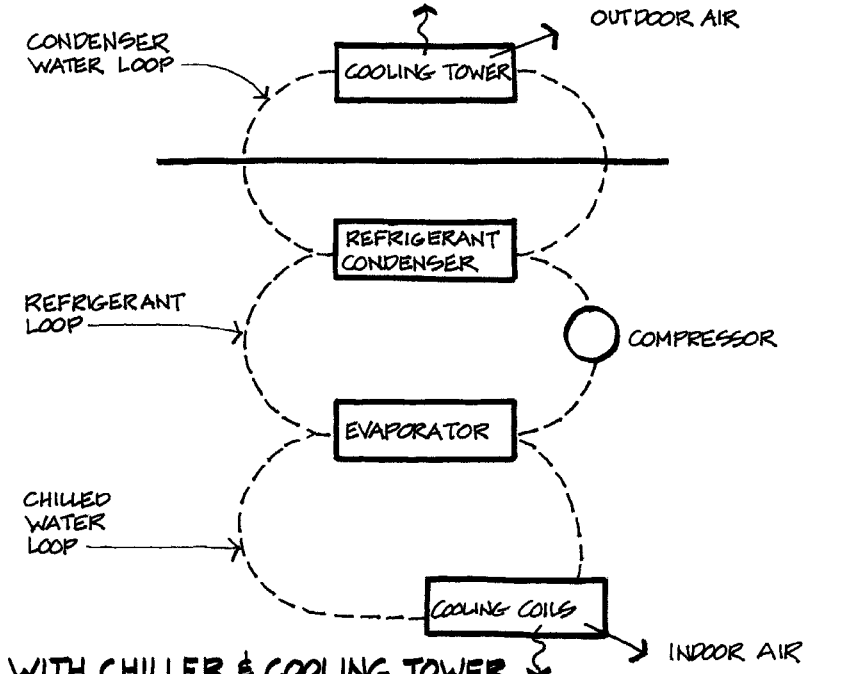 OUTDOOR AIR
CONDENSER
WATER LOOP
COOLING TOWER
REFRIGERANT
CONDENSER
REFRIGERANT
LOOP
COMPRESSOR
EVAPORATOR
CHILLED
WATER
LOOP
COOLING COILS
INDOOR AIR
WITH CHILLER & COOLING TOWER